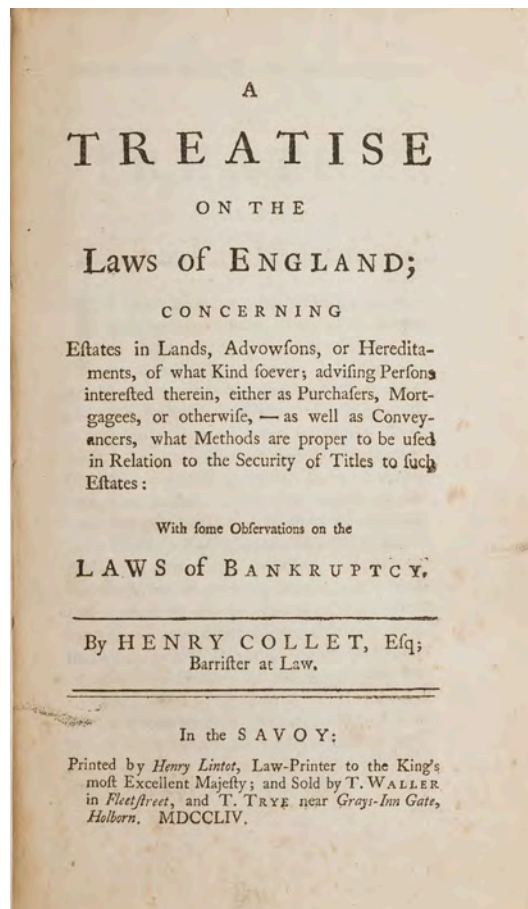 A
TREATISE
ON THE
Laws of ENGLAND;
CONCERNING
Eſtates in Lands, Advowſons, or Heredita-
ments, of what Kind ſoever; adviſing Perſons
intereſted therein, either as Purchaſers, Mort-
gagees, or otherwiſe, — as well as Convey-
ancers, what Methods are proper to be uſed
in Relation to the Security of Titles to ſuch
Eſtates:
With ſome Obſervations on the
LAWS of BANKRUPTCY.
By HENRY COLLET, Eſq;
Barriſter at Law.
In the SAVOY:
Printed by Henry Lintot, Law-Printer to the King's
moſt Excellent Majeſty; and Sold by T. WALLER
in Fleetſtreet, and T. TRYE near Grays-Inn Gate,
Holborn. MDCCLIV.